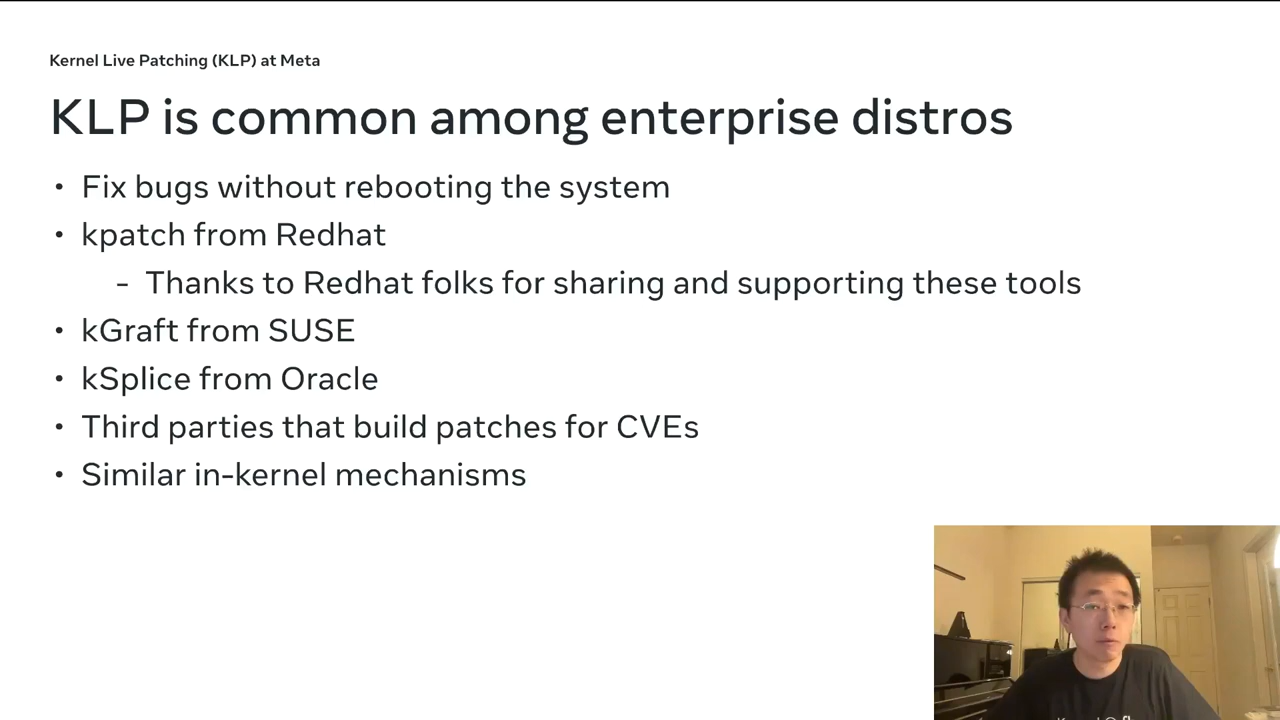 Kernel Live Patching (KLP) at Meta
KLP is common among enterprise distros
• Fix bugs without rebooting the system
• kpatch from Redhat
- Thanks to Redhat folks for sharing and supporting these tools
• kGraft from SUSE
• kSplice from Oracle
• Third parties that build patches for CVEs
• Similar in-kernel mechanisms